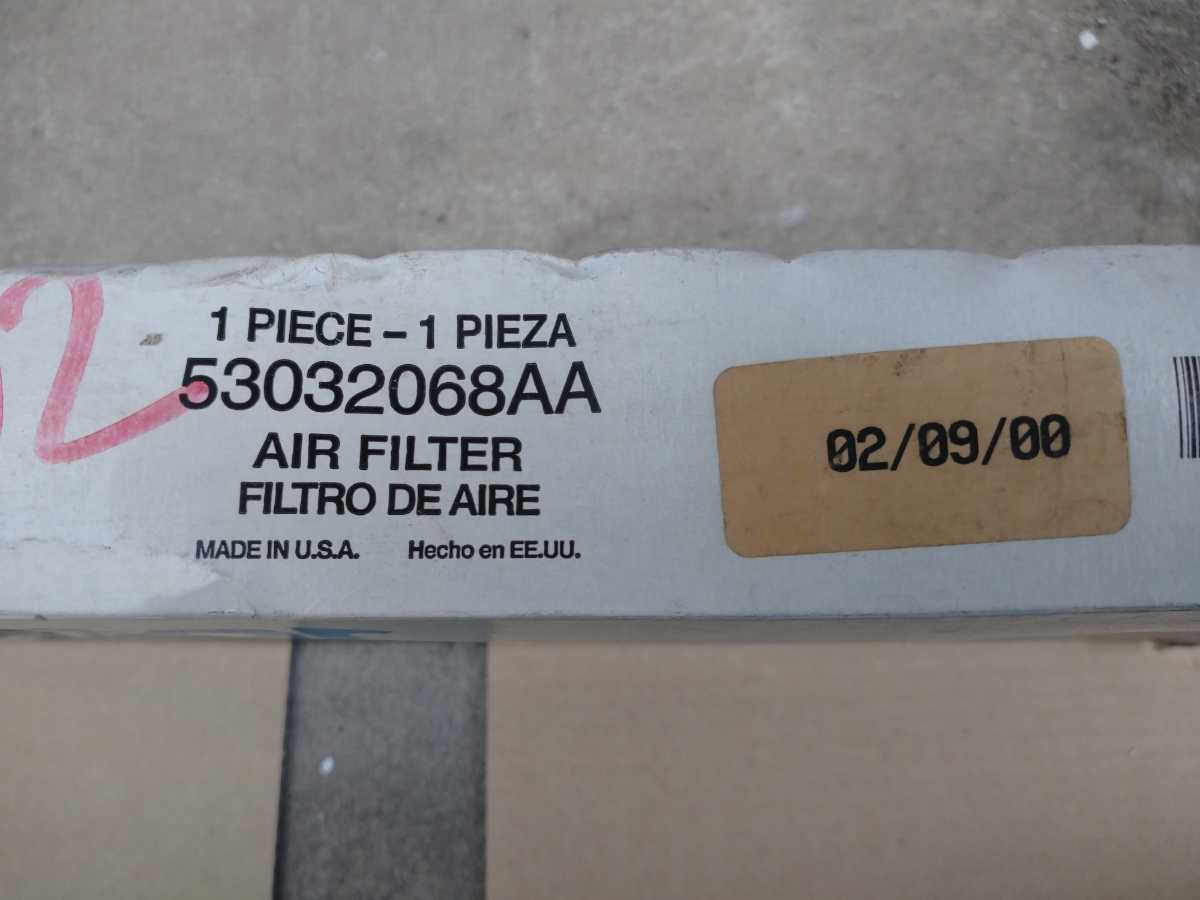 1 PIECE – 1 PIEZA
53032068AA
AIR FILTER
FILTRO DE AIRE
MADE IN U.S.A. Hecho en EE.UU.
02/09/00